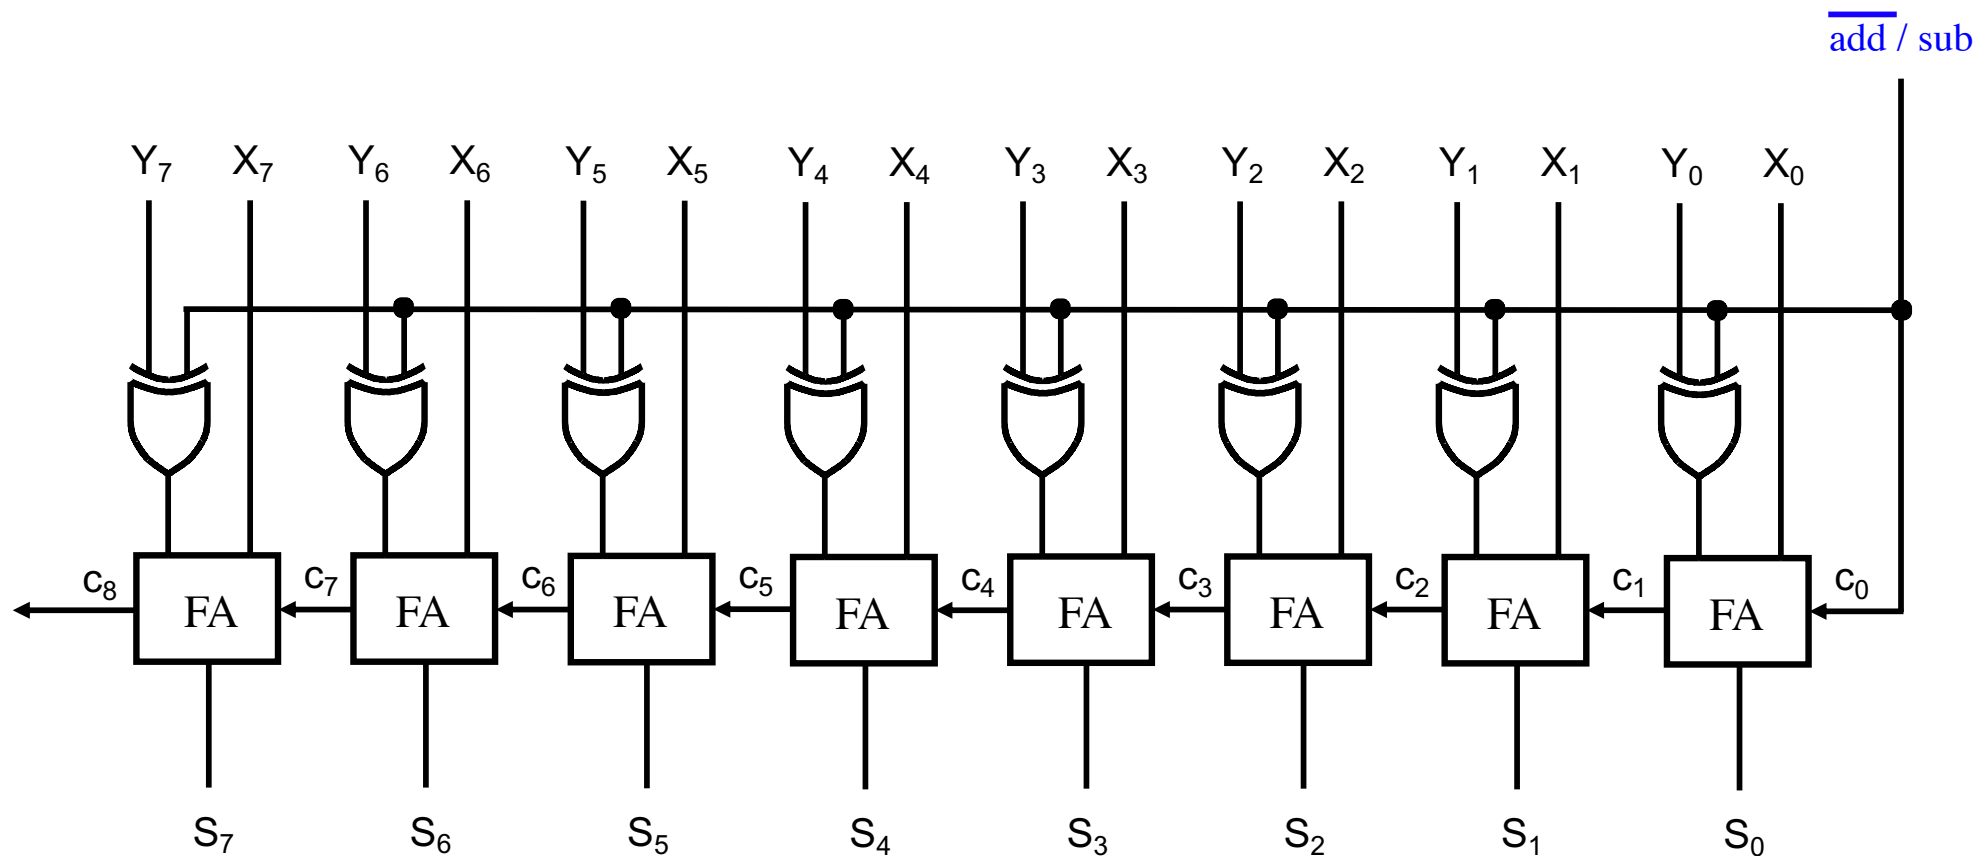 add / sub
Y7 X7 Y6 X6 Y5 X5 Y4 X4 Y3 X3 Y2 X2 Y1 X1 Y0 X0
c8 c7 c6 c5 c4 c3 c2 c1 c0
FA FA FA FA FA FA FA FA
S7 S6 S5 S4 S3 S2 S1 S0